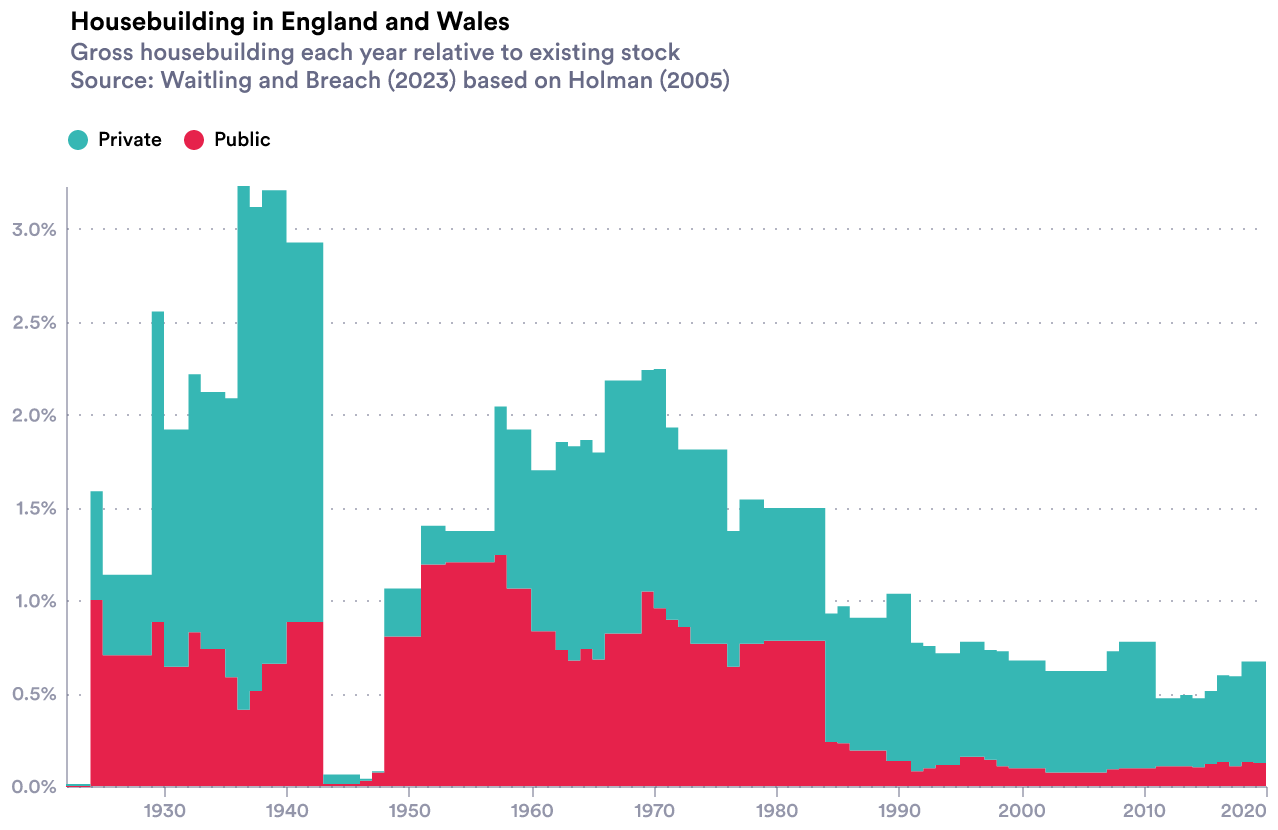 Housebuilding in England and Wales
Gross housebuilding each year relative to existing stock
Source: Waitling and Breach (2023) based on Holman (2005)
Private Public
3.0%
2.5%
2.0%
1.5%
1.0%
0.5%
0.0%
1930 1940 1950 1960 1970 1980 1990 2000 2010 2020